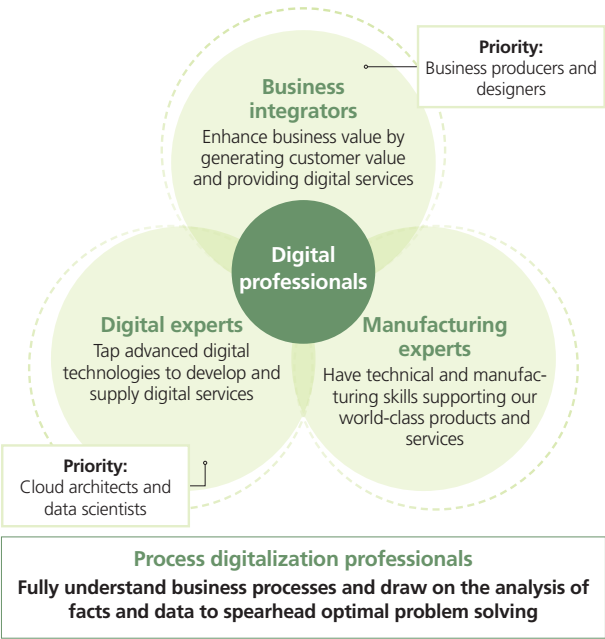 Priority:
Business producers and
designers
Business
integrators
Enhance business value by
generating customer value
and providing digital services
Digital
professionals
Digital experts
Tap advanced digital
technologies to develop and
supply digital services
Manufacturing
experts
Have technical and manufac-
turing skills supporting our
world-class products and
services
Priority:
Cloud architects and
data scientists
Process digitalization professionals
Fully understand business processes and draw on the analysis of
facts and data to spearhead optimal problem solving